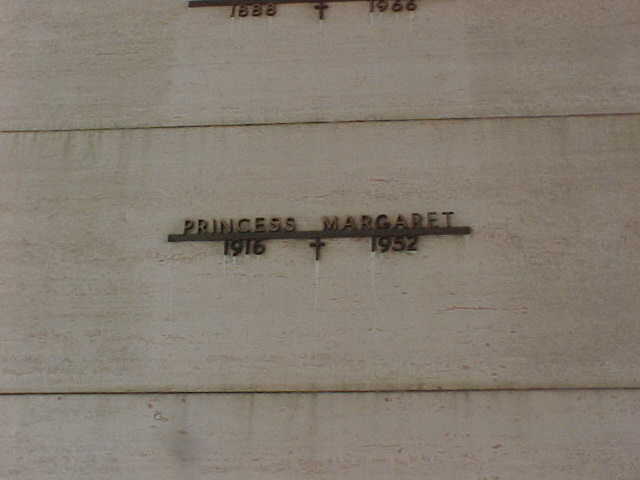 1888 † 1966
PRINCESS MARGARET
1916 † 1952